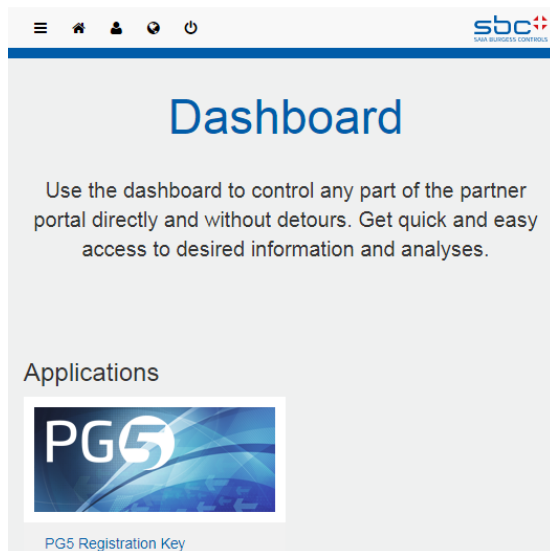 sbc
SAIA BURGESS CONTROLS
Dashboard
Use the dashboard to control any part of the partner
portal directly and without detours. Get quick and easy
access to desired information and analyses.
Applications
PG5
PG5 Registration Key